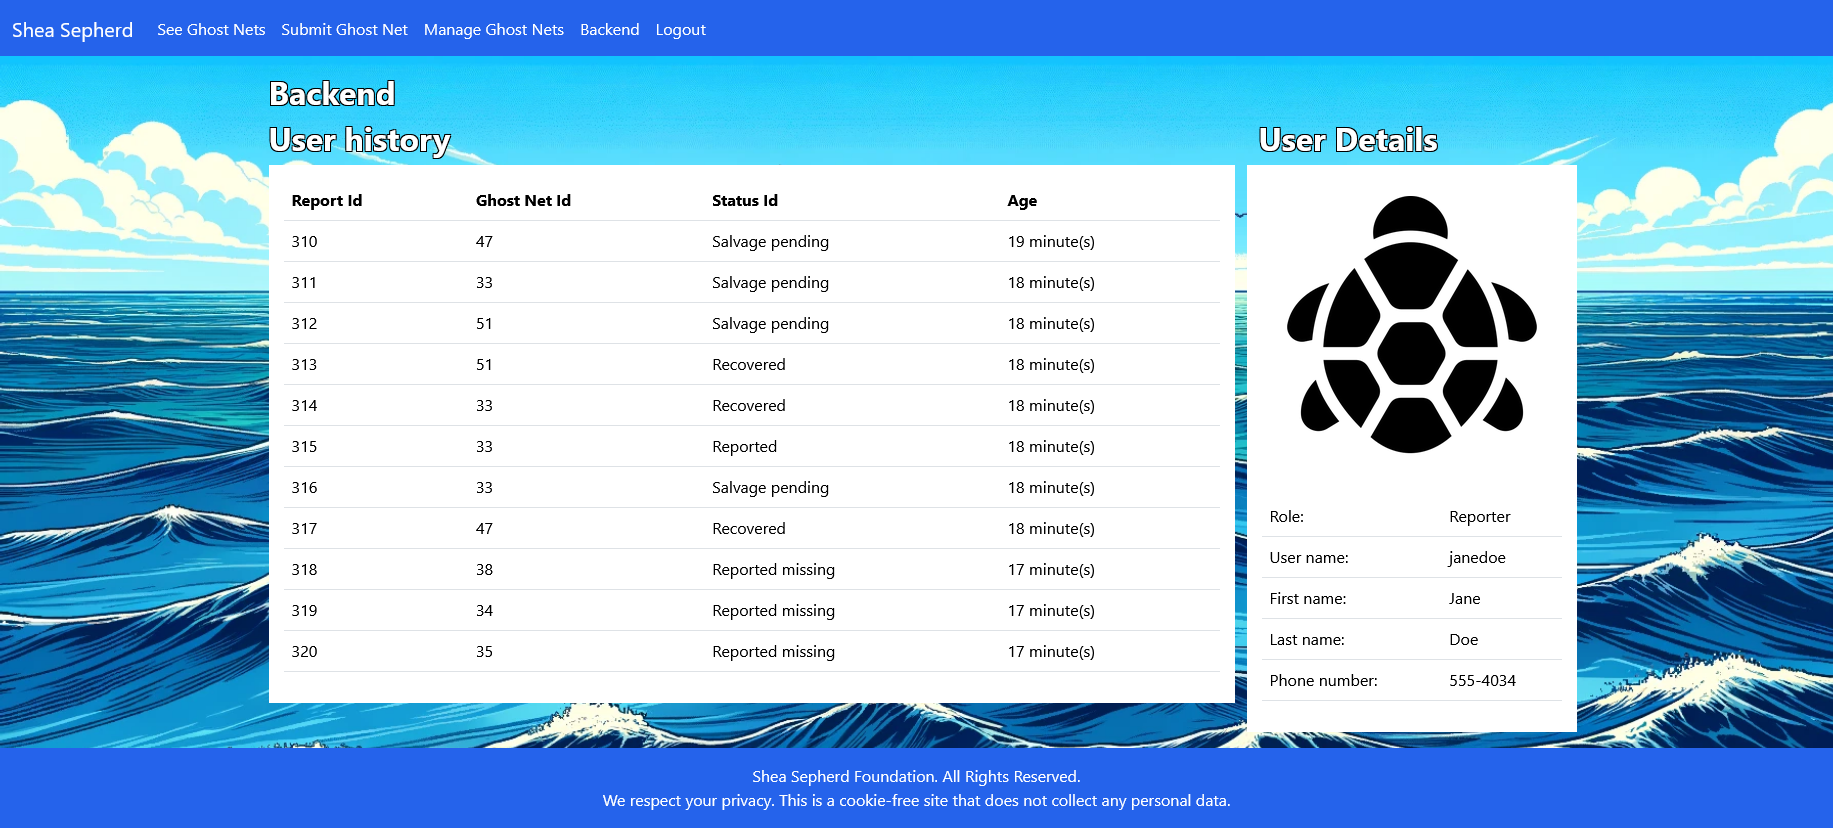 Shea Sepherd See Ghost Nets Submit Ghost Net Manage Ghost Nets Backend Logout
Backend
User history
Report Id Ghost Net Id Status Id Age
310 47 Salvage pending 19 minute(s)
311 33 Salvage pending 18 minute(s)
312 51 Salvage pending 18 minute(s)
313 51 Recovered 18 minute(s)
314 33 Recovered 18 minute(s)
315 33 Reported 18 minute(s)
316 33 Salvage pending 18 minute(s)
317 47 Recovered 18 minute(s)
318 38 Reported missing 17 minute(s)
319 34 Reported missing 17 minute(s)
320 35 Reported missing 17 minute(s)
User Details
Role: Reporter
User name: janedoe
First name: Jane
Last name: Doe
Phone number: 555-4034
Shea Sepherd Foundation. All Rights Reserved.
We respect your privacy. This is a cookie-free site that does not collect any personal data.